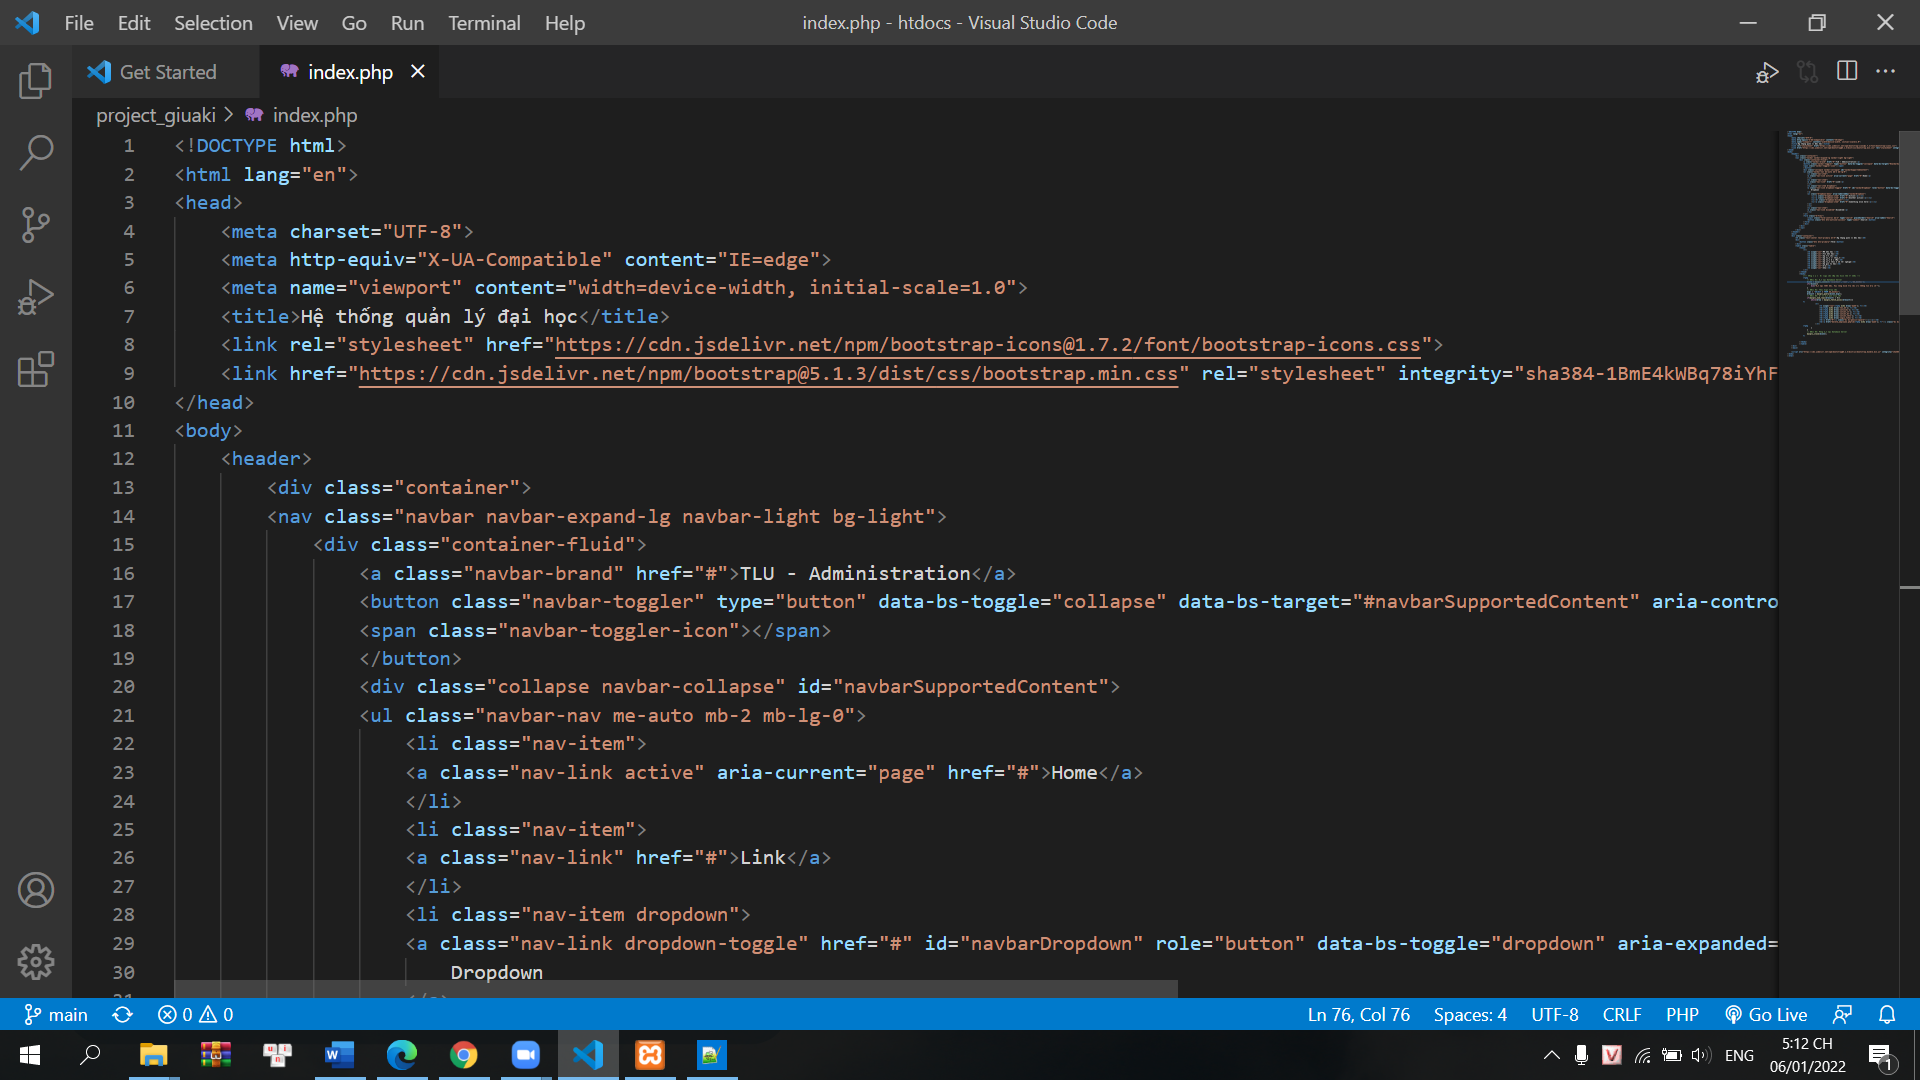 File Edit Selection View Go Run Terminal Help
index.php - htdocs - Visual Studio Code
Get Started
index.php
project_giuaki > index.php
1 <!DOCTYPE html>
2 <html lang="en">
3 <head>
4 <meta charset="UTF-8">
5 <meta http-equiv="X-UA-Compatible" content="IE=edge">
6 <meta name="viewport" content="width=device-width, initial-scale=1.0">
7 <title>Hệ thống quản lý đại học</title>
8 <link rel="stylesheet" href="https://cdn.jsdelivr.net/npm/bootstrap-icons@1.7.2/font/bootstrap-icons.css">
9 <link href="https://cdn.jsdelivr.net/npm/bootstrap@5.1.3/dist/css/bootstrap.min.css" rel="stylesheet" integrity="sha384-1BmE4kWBq78iYhF
10 </head>
11 <body>
12 <header>
13 <div class="container">
14 <nav class="navbar navbar-expand-lg navbar-light bg-light">
15 <div class="container-fluid">
16 <a class="navbar-brand" href="#">TLU - Administration</a>
17 <button class="navbar-toggler" type="button" data-bs-toggle="collapse" data-bs-target="#navbarSupportedContent" aria-contro
18 <span class="navbar-toggler-icon"></span>
19 </button>
20 <div class="collapse navbar-collapse" id="navbarSupportedContent">
21 <ul class="navbar-nav me-auto mb-2 mb-lg-0">
22 <li class="nav-item">
23 <a class="nav-link active" aria-current="page" href="#">Home</a>
24 </li>
25 <li class="nav-item">
26 <a class="nav-link" href="#">Link</a>
27 </li>
28 <li class="nav-item dropdown">
29 <a class="nav-link dropdown-toggle" href="#" id="navbarDropdown" role="button" data-bs-toggle="dropdown" aria-expanded=
30 Dropdown
main 0 0 Ln 76, Col 76 Spaces: 4 UTF-8 CRLF PHP Go Live
ENG
5:12 CH
06/01/2022
1